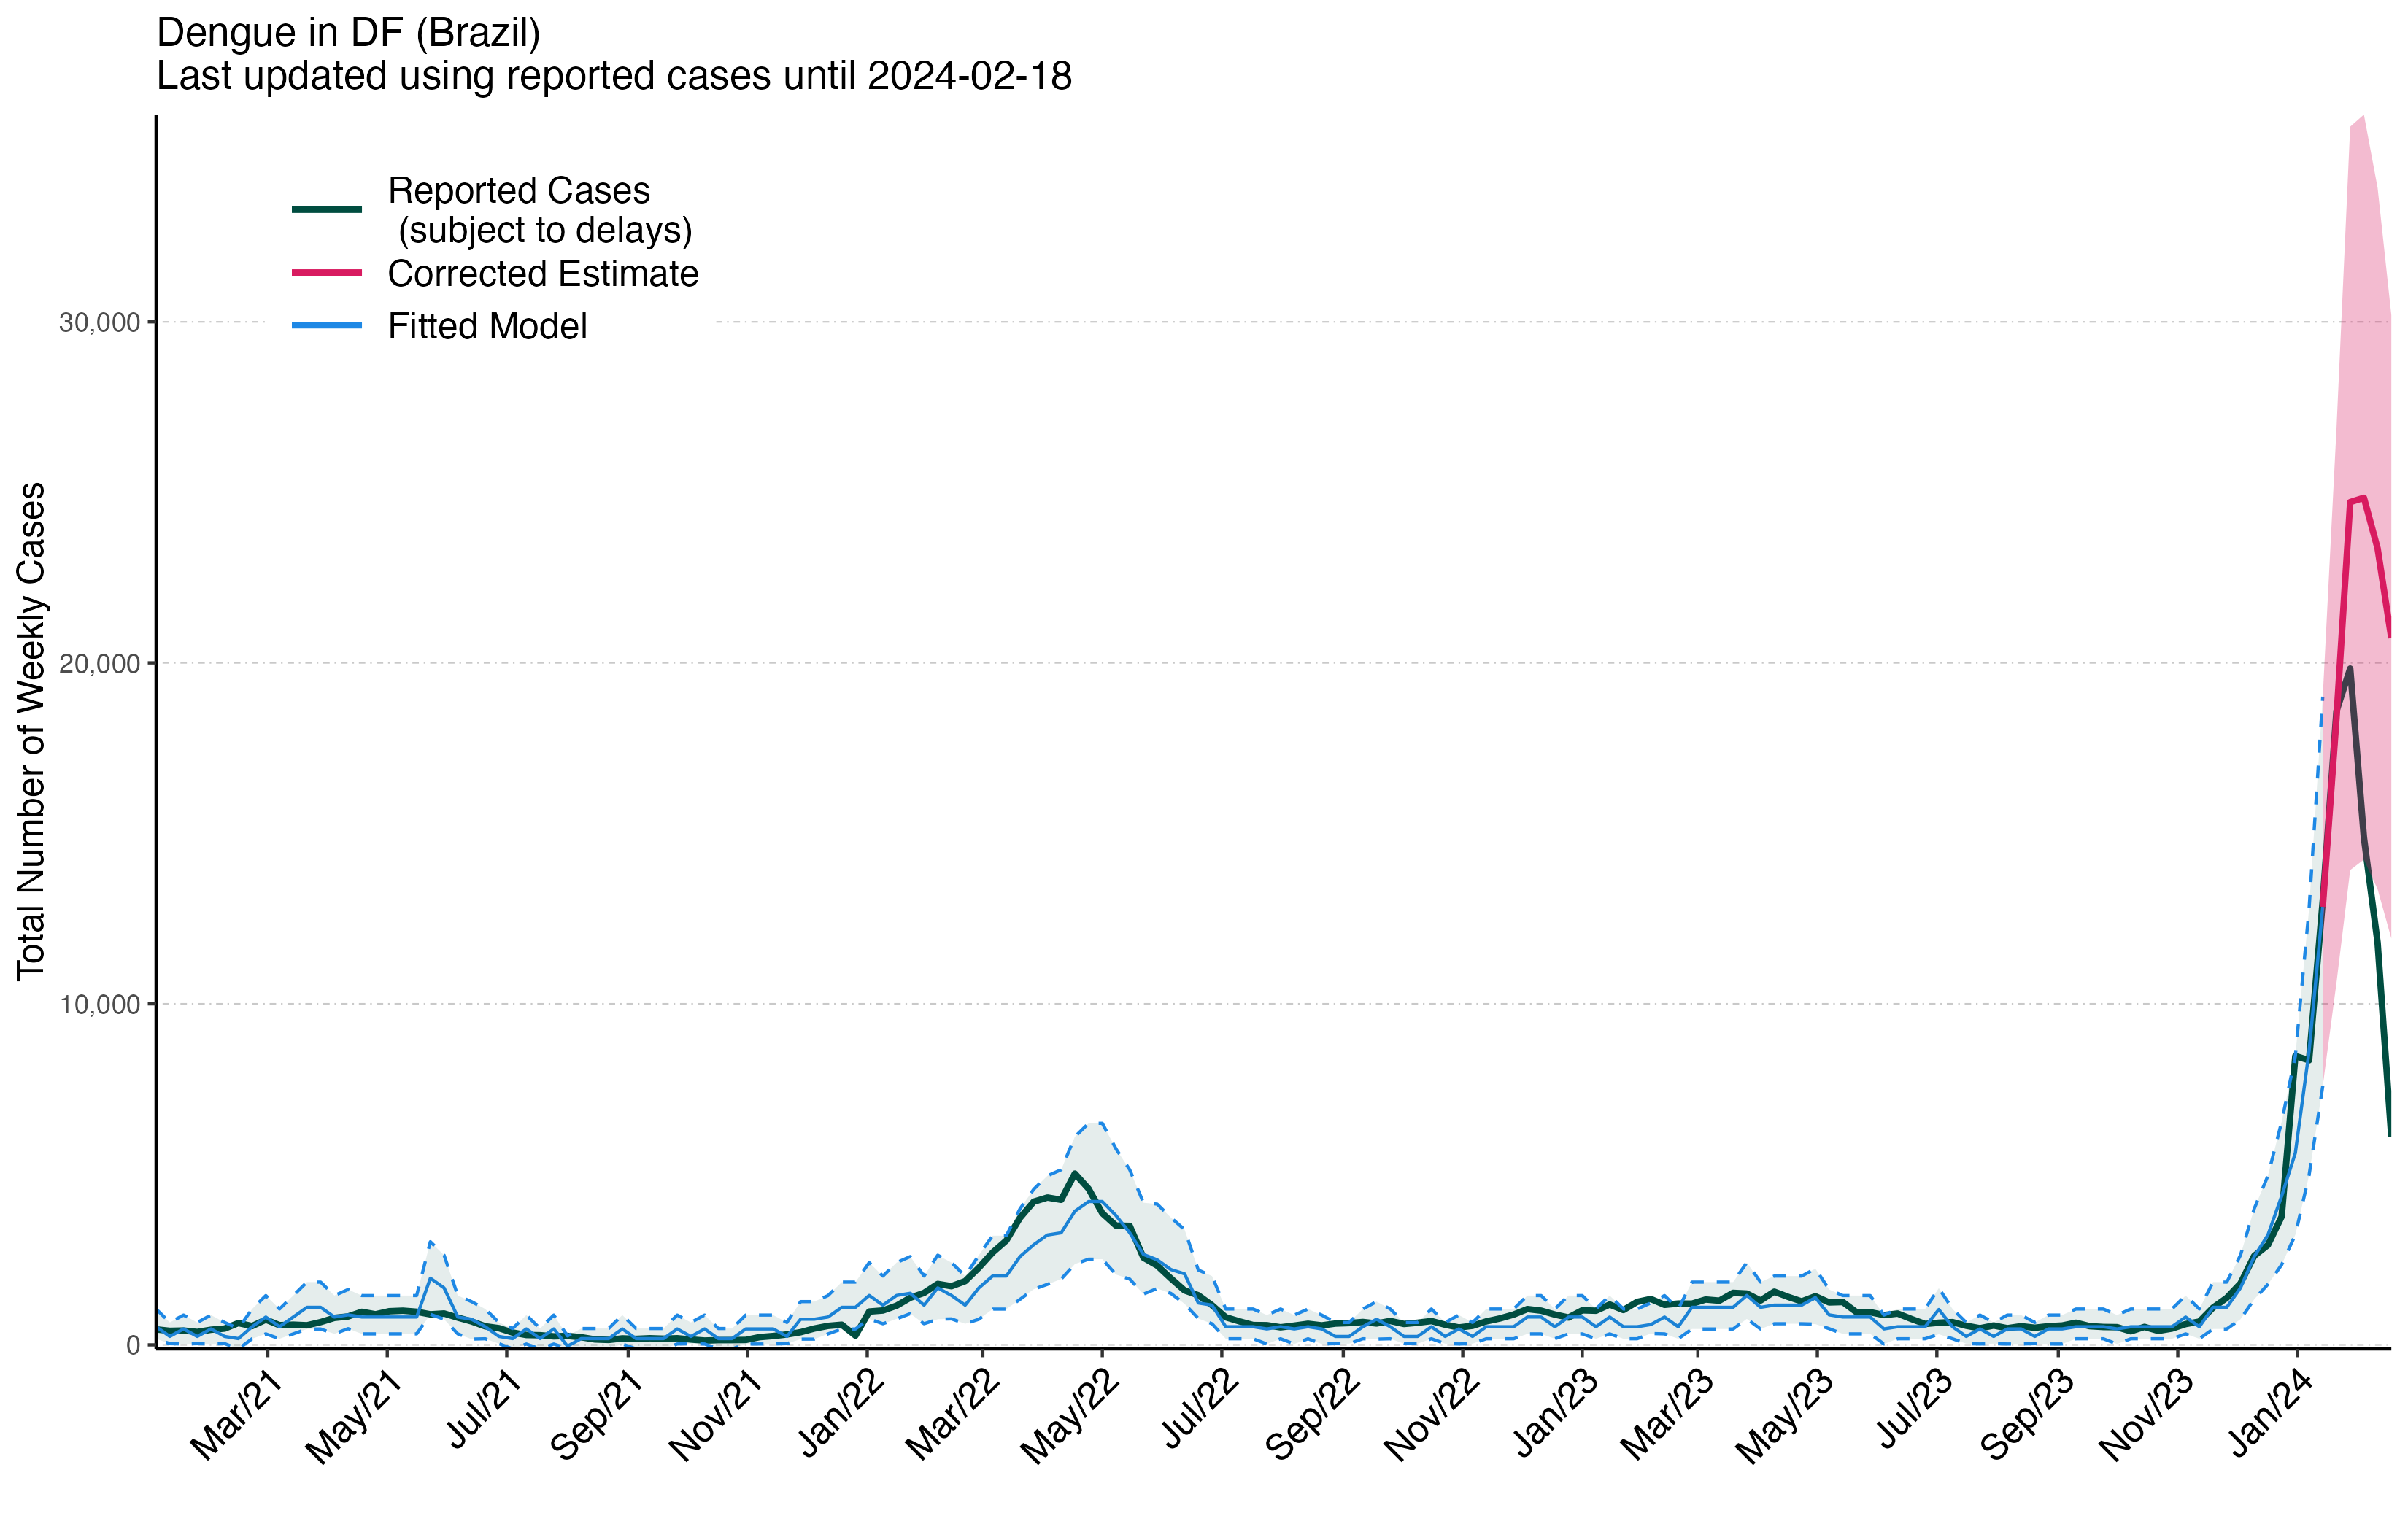 Dengue in DF (Brazil)
Last updated using reported cases until 2024-02-18
Reported Cases
(subject to delays)
Corrected Estimate
Fitted Model
Total Number of Weekly Cases
30,000
20,000
10,000
0
Mar/21
May/21
Jul/21
Sep/21
Nov/21
Jan/22
Mar/22
May/22
Jul/22
Sep/22
Nov/22
Jan/23
Mar/23
May/23
Jul/23
Sep/23
Nov/23
Jan/24